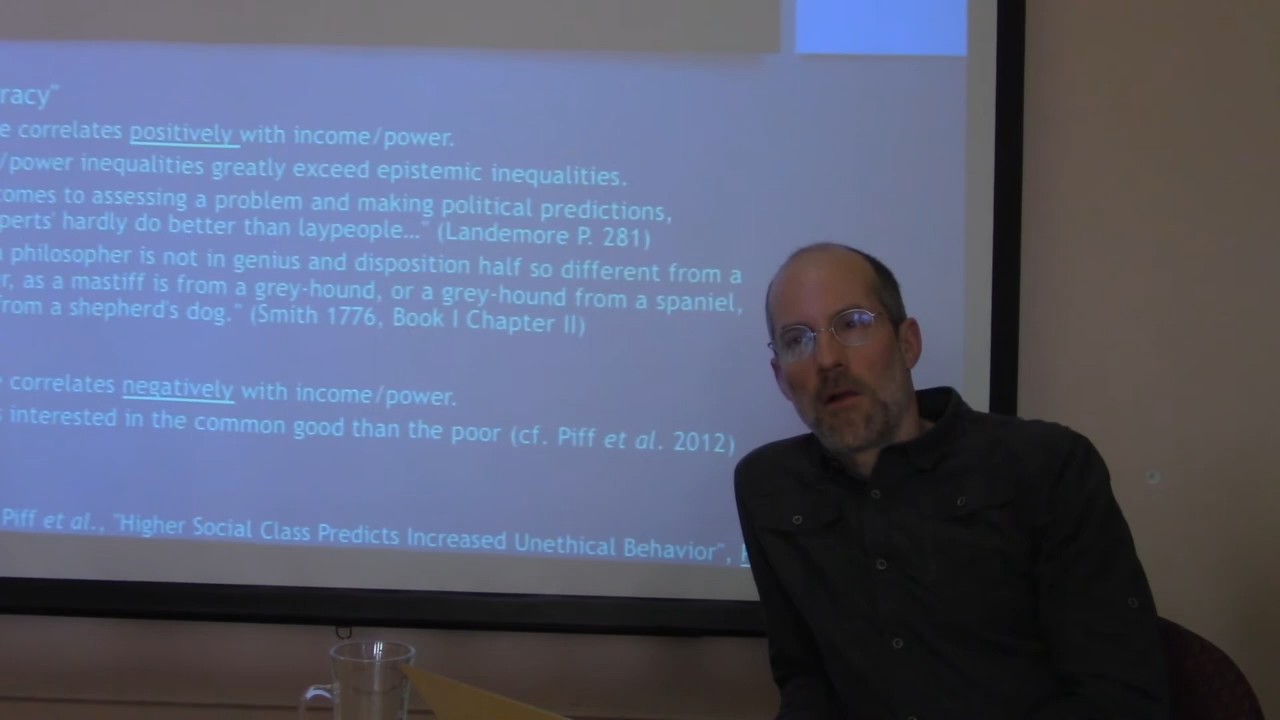 racy"
e correlates positively with income/power.
/power inequalities greatly exceed epistemic inequalities.
omes to assessing a problem and making political predictions,
perts' hardly do better than laypeople..." (Landemore P. 281)
philosopher is not in genius and disposition half so different from a
r, as a mastiff is from a grey-hound, or a grey-hound from a spaniel,
from a shepherd's dog." (Smith 1776, Book I Chapter II)
correlates negatively with income/power.
interested in the common good than the poor (cf. Piff et al. 2012)
Piff et al., "Higher Social Class Predicts Increased Unethical Behavior",